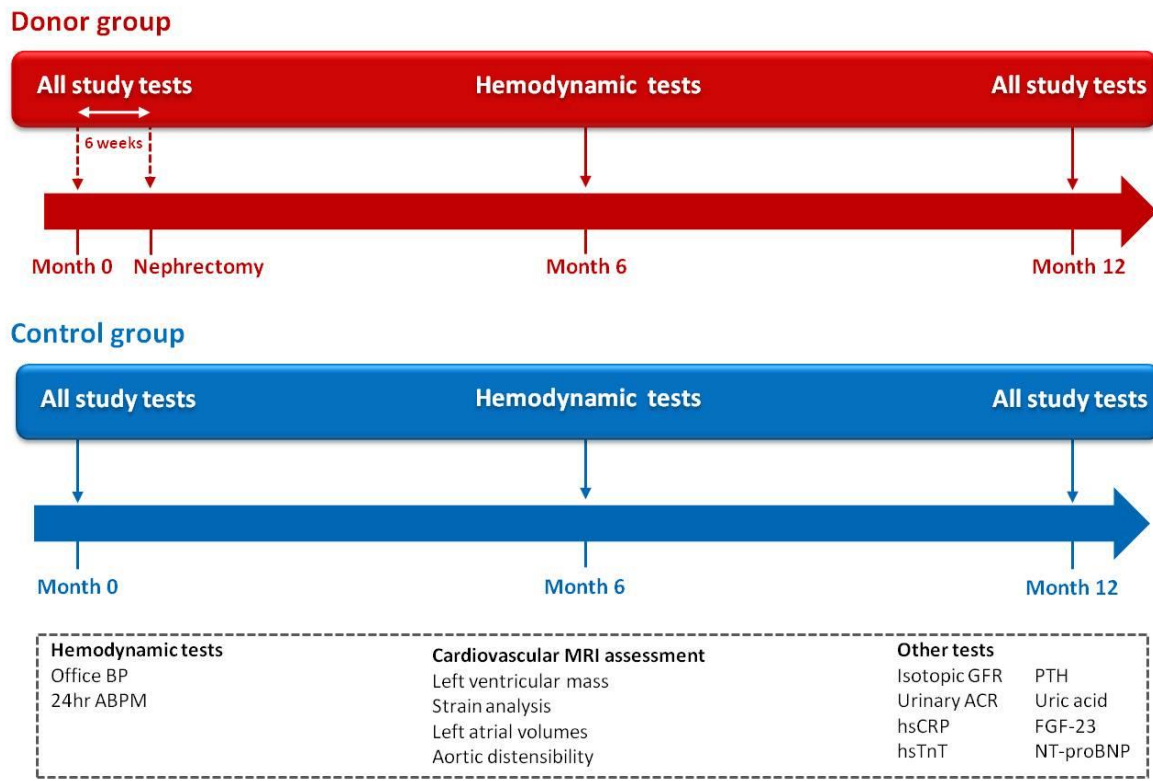 Donor group
All study tests Hemodynamic tests All study tests
6 weeks
Month 0 Nephrectomy Month 6 Month 12
Control group
All study tests Hemodynamic tests All study tests
Month 0 Month 6 Month 12
Hemodynamic tests
Office BP
24hr ABPM
Cardiovascular MRI assessment
Left ventricular mass
Strain analysis
Left atrial volumes
Aortic distensibility
Other tests
Isotopic GFR PTH
Urinary ACR Uric acid
hsCRP FGF-23
hsTnT NT-proBNP